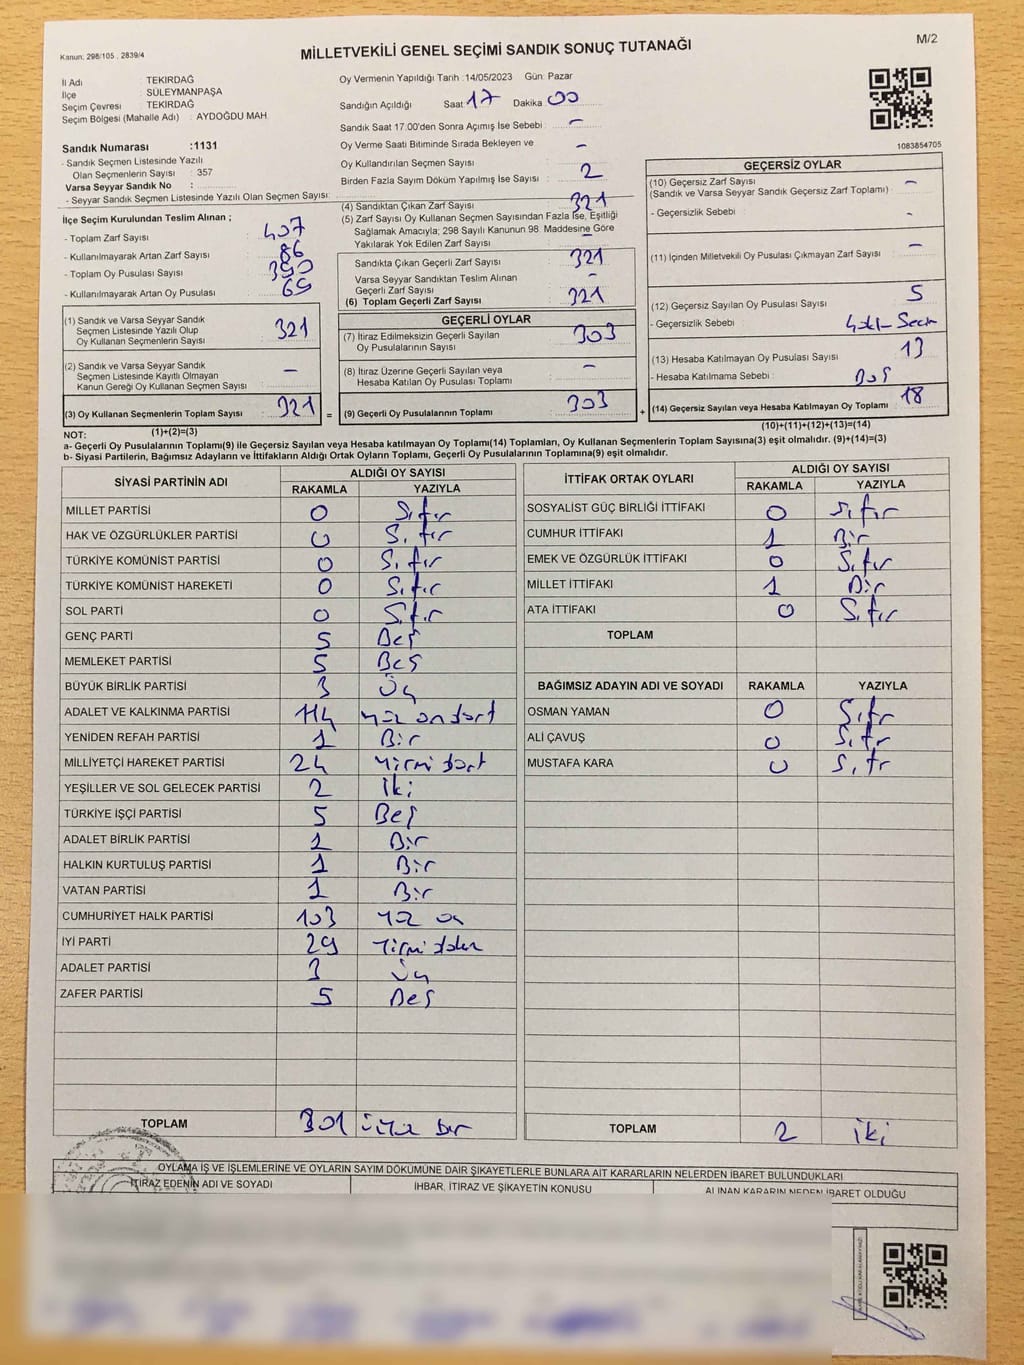 Kanun: 298/105 , 2839/4
MİLLETVEKİLİ GENEL SEÇİMİ SANDIK SONUÇ TUTANAĞI
M/2
İl Adı : TEKİRDAĞ
İlçe : SÜLEYMANPAŞA
Seçim Çevresi : TEKİRDAĞ
Seçim Bölgesi (Mahalle Adı) : AYDOĞDU MAH.
Sandık Numarası :1131
- Sandık Seçmen Listesinde Yazılı
Olan Seçmenlerin Sayısı : 357
Varsa Seyyar Sandık No :
- Seyyar Sandık Seçmen Listesinde Yazılı Olan Seçmen Sayısı:
İlçe Seçim Kurulundan Teslim Alınan ;
- Toplam Zarf Sayısı : 407
- Kullanılmayarak Artan Zarf Sayısı : 86
- Toplam Oy Pusulası Sayısı : 390
- Kullanılmayarak Artan Oy Pusulası : 69
Oy Vermenin Yapıldığı Tarih :14/05/2023 Gün: Pazar
Sandığın Açıldığı Saat 17 Dakika 00
Sandık Saat 17.00'den Sonra Açımış İse Sebebi : –
Oy Verme Saati Bitiminde Sırada Bekleyen ve –
Oy Kullandırılan Seçmen Sayısı :
Birden Fazla Sayım Döküm Yapılmış İse Sayısı : 2
(4) Sandıktan Çıkan Zarf Sayısı : 321
(5) Zarf Sayısı Oy Kullanan Seçmen Sayısından Fazla İse, Eşitliği
Sağlamak Amacıyla; 298 Sayılı Kanunun 98. Maddesine Göre
Yakılarak Yok Edilen Zarf Sayısı : –
Sandıkta Çıkan Geçerli Zarf Sayısı : 321
Varsa Seyyar Sandıktan Teslim Alınan
Geçerli Zarf Sayısı : –
(6) Toplam Geçerli Zarf Sayısı : 321
1083854705
GEÇERSİZ OYLAR
(10) Geçersiz Zarf Sayısı
(Sandık ve Varsa Seyyar Sandık Geçersiz Zarf Toplamı) : –
- Geçersizlik Sebebi : -
(11) İçinden Milletvekili Oy Pusulası Çıkmayan Zarf Sayısı : –
(12) Geçersiz Sayılan Oy Pusulası Sayısı : 5
- Geçersizlik Sebebi :
(13) Hesaba Katılmayan Oy Pusulası Sayısı : 13
- Hesaba Katılmama Sebebi : Boş
(14) Geçersiz Sayılan veya Hesaba Katılmayan Oy Toplamı : 18
(10)+(11)+(12)+(13)=(14)
(1) Sandık ve Varsa Seyyar Sandık
Seçmen Listesinde Yazılı Olup
Oy Kullanan Seçmenlerin Sayısı : 321
(2) Sandık ve Varsa Seyyar Sandık
Seçmen Listesinde Kayıtlı Olmayan
Kanun Gereği Oy Kullanan Seçmen Sayısı : –
(3) Oy Kullanan Seçmenlerin Toplam Sayısı : 321 =
(1)+(2)=(3)
GEÇERLİ OYLAR
(7) İtiraz Edilmeksizin Geçerli Sayılan
Oy Pusulalarının Sayısı : 303
(8) İtiraz Üzerine Geçerli Sayılan veya
Hesaba Katılan Oy Pusulası Toplamı : –
(9) Geçerli Oy Pusulalarının Toplamı : 303 +
NOT:
a- Geçerli Oy Pusulalarının Toplamı(9) ile Geçersiz Sayılan veya Hesaba katılmayan Oy Toplamı(14) Toplamları, Oy Kullanan Seçmenlerin Toplam Sayısına(3) eşit olmalıdır. (9)+(14)=(3)
b- Siyasi Partilerin, Bağımsız Adayların ve İttifakların Aldığı Ortak Oyların Toplamı, Geçerli Oy Pusulalarının Toplamına(9) eşit olmalıdır.
SİYASİ PARTİNİN ADI ALDIĞI OY SAYISI
RAKAMLA YAZIYLA
MİLLET PARTİSİ 0 Sıfır
HAK VE ÖZGÜRLÜKLER PARTİSİ 0 Sıfır
TÜRKİYE KOMÜNİST PARTİSİ 0 Sıfır
TÜRKİYE KOMÜNİST HAREKETİ 0 Sıfır
SOL PARTİ 0 Sıfır
GENÇ PARTİ 5 Beş
MEMLEKET PARTİSİ 5 Beş
BÜYÜK BİRLİK PARTİSİ 3 Üç
ADALET VE KALKINMA PARTİSİ 114 Yüz ondört
YENİDEN REFAH PARTİSİ 1 Bir
MİLLİYETÇİ HAREKET PARTİSİ 24 Yirmi dört
YEŞİLLER VE SOL GELECEK PARTİSİ 2 İki
TÜRKİYE İŞÇİ PARTİSİ 5 Beş
ADALET BİRLİK PARTİSİ 1 Bir
HALKIN KURTULUŞ PARTİSİ 1 Bir
VATAN PARTİSİ 1 Bir
CUMHURİYET HALK PARTİSİ 103 Yüz üç
İYİ PARTİ 29 Yirmi dokuz
ADALET PARTİSİ 3 Üç
ZAFER PARTİSİ 5 Beş
TOPLAM 301 üçyüz bir
İTTİFAK ORTAK OYLARI ALDIĞI OY SAYISI
RAKAMLA YAZIYLA
SOSYALİST GÜÇ BİRLİĞİ İTTİFAKI 0 Sıfır
CUMHUR İTTİFAKI 1 Bir
EMEK VE ÖZGÜRLÜK İTTİFAKI 0 Sıfır
MİLLET İTTİFAKI 1 Bir
ATA İTTİFAKI 0 Sıfır
TOPLAM
BAĞIMSIZ ADAYIN ADI VE SOYADI RAKAMLA YAZIYLA
OSMAN YAMAN 0 Sıfır
ALİ ÇAVUŞ 0 Sıfır
MUSTAFA KARA 0 Sıfır
TOPLAM 2 İki
OYLAMA İŞ VE İŞLEMLERİNE VE OYLARIN SAYIM DÖKÜMÜNE DAİR ŞİKAYETLERLE BUNLARA AİT KARARLARIN NELERDEN İBARET BULUNDUKLARI
İTİRAZ EDENİN ADI VE SOYADI İHBAR, İTİRAZ VE ŞİKAYETİN KONUSU ALINAN KARARIN NEDEN İBARET OLDUĞU